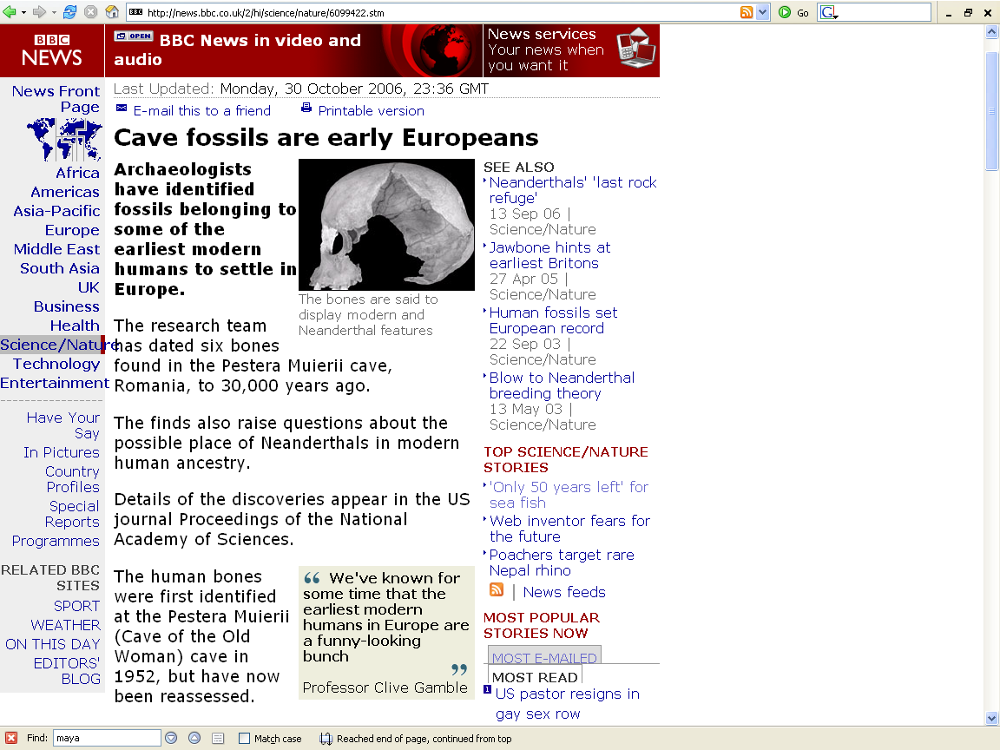 http://news.bbc.co.uk/2/hi/science/nature/6099422.stm
Go
G
BBC
NEWS
OPEN BBC News in video and
audio
News services
Your news when
you want it
News Front
Page
Africa
Americas
Asia-Pacific
Europe
Middle East
South Asia
UK
Business
Health
Science/Nature
Technology
Entertainment
Have Your
Say
In Pictures
Country
Profiles
Special
Reports
Programmes
RELATED BBC
SITES
SPORT
WEATHER
ON THIS DAY
EDITORS'
BLOG
Last Updated: Monday, 30 October 2006, 23:36 GMT
E-mail this to a friend
Printable version
Cave fossils are early Europeans
Archaeologists
have identified
fossils belonging to
some of the
earliest modern
humans to settle in
Europe.
The bones are said to
display modern and
Neanderthal features
The research team
has dated six bones
found in the Pestera Muierii cave,
Romania, to 30,000 years ago.
The finds also raise questions about the
possible place of Neanderthals in modern
human ancestry.
Details of the discoveries appear in the US
journal Proceedings of the National
Academy of Sciences.
The human bones
were first identified
at the Pestera Muierii
(Cave of the Old
Woman) cave in
1952, but have now
been reassessed.
“ We've known for
some time that the
earliest modern
humans in Europe are
a funny-looking
bunch
”
Professor Clive Gamble
SEE ALSO
Neanderthals' 'last rock
refuge'
13 Sep 06 |
Science/Nature
Jawbone hints at
earliest Britons
27 Apr 05 |
Science/Nature
Human fossils set
European record
22 Sep 03 |
Science/Nature
Blow to Neanderthal
breeding theory
13 May 03 |
Science/Nature
TOP SCIENCE/NATURE
STORIES
'Only 50 years left' for
sea fish
Web inventor fears for
the future
Poachers target rare
Nepal rhino
| News feeds
MOST POPULAR
STORIES NOW
MOST E-MAILED
MOST READ
1 US pastor resigns in
gay sex row
Find: maya
Match case
Reached end of page, continued from top